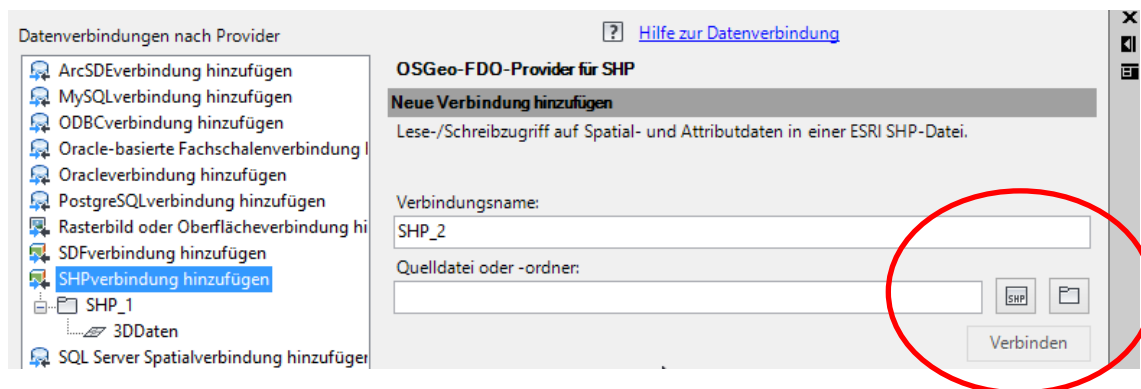 Datenverbindungen nach Provider
ArcSDEverbindung hinzufügen
MySQLverbindung hinzufügen
ODBCverbindung hinzufügen
Oracle-basierte Fachschalenverbindung
Oracleverbindung hinzufügen
PostgreSQLverbindung hinzufügen
Rasterbild oder Oberflächeverbindung hi
SDFverbindung hinzufügen
SHPverbindung hinzufügen
SHP_1
3DDaten
SQL Server Spatialverbindung hinzufüger
? Hilfe zur Datenverbindung
OSGeo-FDO-Provider für SHP
Neue Verbindung hinzufügen
Lese-/Schreibzugriff auf Spatial- und Attributdaten in einer ESRI SHP-Datei.
Verbindungsname:
SHP_2
Quelldatei oder -ordner:
SHP
Verbinden